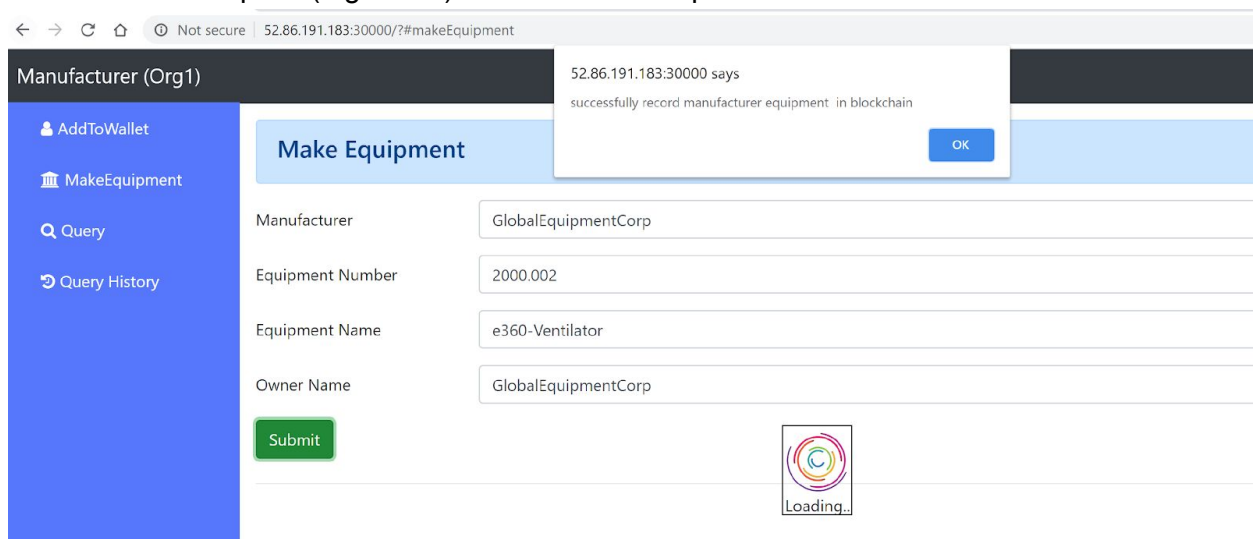 Not secure 52.86.191.183:30000/?#makeEquipment
Manufacturer (Org1)
52.86.191.183:30000 says
successfully record manufacturer equipment in blockchain
OK
AddToWallet
MakeEquipment
Query
Query History
Make Equipment
Manufacturer GlobalEquipmentCorp
Equipment Number 2000.002
Equipment Name e360-Ventilator
Owner Name GlobalEquipmentCorp
Submit
Loading..